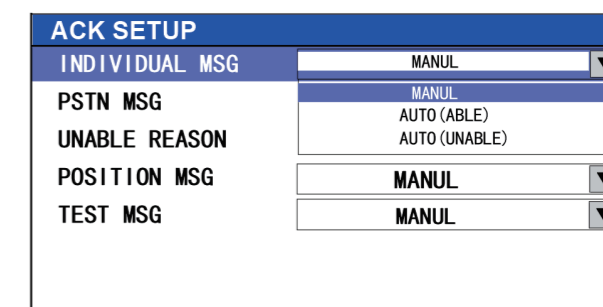 ACK SETUP
INDIVIDUAL MSG MANUL
PSTN MSG MANUL
AUTO(ABLE)
UNABLE REASON AUTO(UNABLE)
POSITION MSG MANUL
TEST MSG MANUL